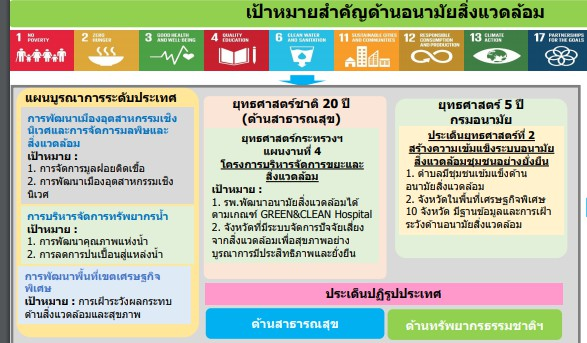 เป้าหมายสำคัญด้านอนามัยสิ่งแวดล้อม
1 NO POVERTY
2 ZERO HUNGER
3 GOOD HEALTH AND WELL-BEING
4 QUALITY EDUCATION
6 CLEAN WATER AND SANITATION
11 SUSTAINABLE CITIES AND COMMUNITIES
12 RESPONSIBLE CONSUMPTION AND PRODUCTION
13 CLIMATE ACTION
17 PARTNERSHIPS FOR THE GOALS
แผนบูรณาการระดับประเทศ
การพัฒนาเมืองอุตสาหกรรมเชิง
นิเวศและการจัดการมลพิษและ
สิ่งแวดล้อม
เป้าหมาย :
1. การจัดการมูลฝอยติดเชื้อ
2. การพัฒนาเมืองอุตสาหกรรมเชิง
นิเวศ
การบริหารจัดการทรัพยากรน้ำ
เป้าหมาย :
1. การพัฒนาคุณภาพแห่งน้ำ
2. การลดการปนเปื้อนสู่แหล่งน้ำ
การพัฒนาพื้นที่เขตเศรษฐกิจ
พิเศษ
เป้าหมาย : การเฝ้าระวังผลกระทบ
ด้านสิ่งแวดล้อมและสุขภาพ
ยุทธศาสตร์ชาติ 20 ปี
(ด้านสาธารณสุข)
ยุทธศาสตร์กระทรวงฯ
แผนงานที่ 4
โครงการบริหารจัดการขยะและ
สิ่งแวดล้อม
เป้าหมาย :
1. รพ.พัฒนาอนามัยสิ่งแวดล้อมได้
ตามเกณฑ์ GREEN&CLEAN Hospital
2. จังหวัดที่มีระบบจัดการปัจจัยเสี่ยง
จากสิ่งแวดล้อมเพื่อสุขภาพอย่าง
บูรณาการมีประสิทธิภาพและยั่งยืน
ยุทธศาสตร์ 5 ปี
กรมอนามัย
ประเด็นยุทธศาสตร์ที่ 2
สร้างความเข้มแข็งระบบอนามัย
สิ่งแวดล้อมชุมชนอย่างยั่งยืน
1. ตำบลมีชุมชนเข้มแข็งด้าน
อนามัยสิ่งแวดล้อม
2. จังหวัดในพื้นที่เศรษฐกิจพิเศษ
10 จังหวัด มีฐานข้อมูลและการเฝ้า
ระวังด้านอนามัยสิ่งแวดล้อม
ประเด็นปฏิรูปประเทศ
ด้านสาธารณสุข
ด้านทรัพยากรธรรมชาติฯ